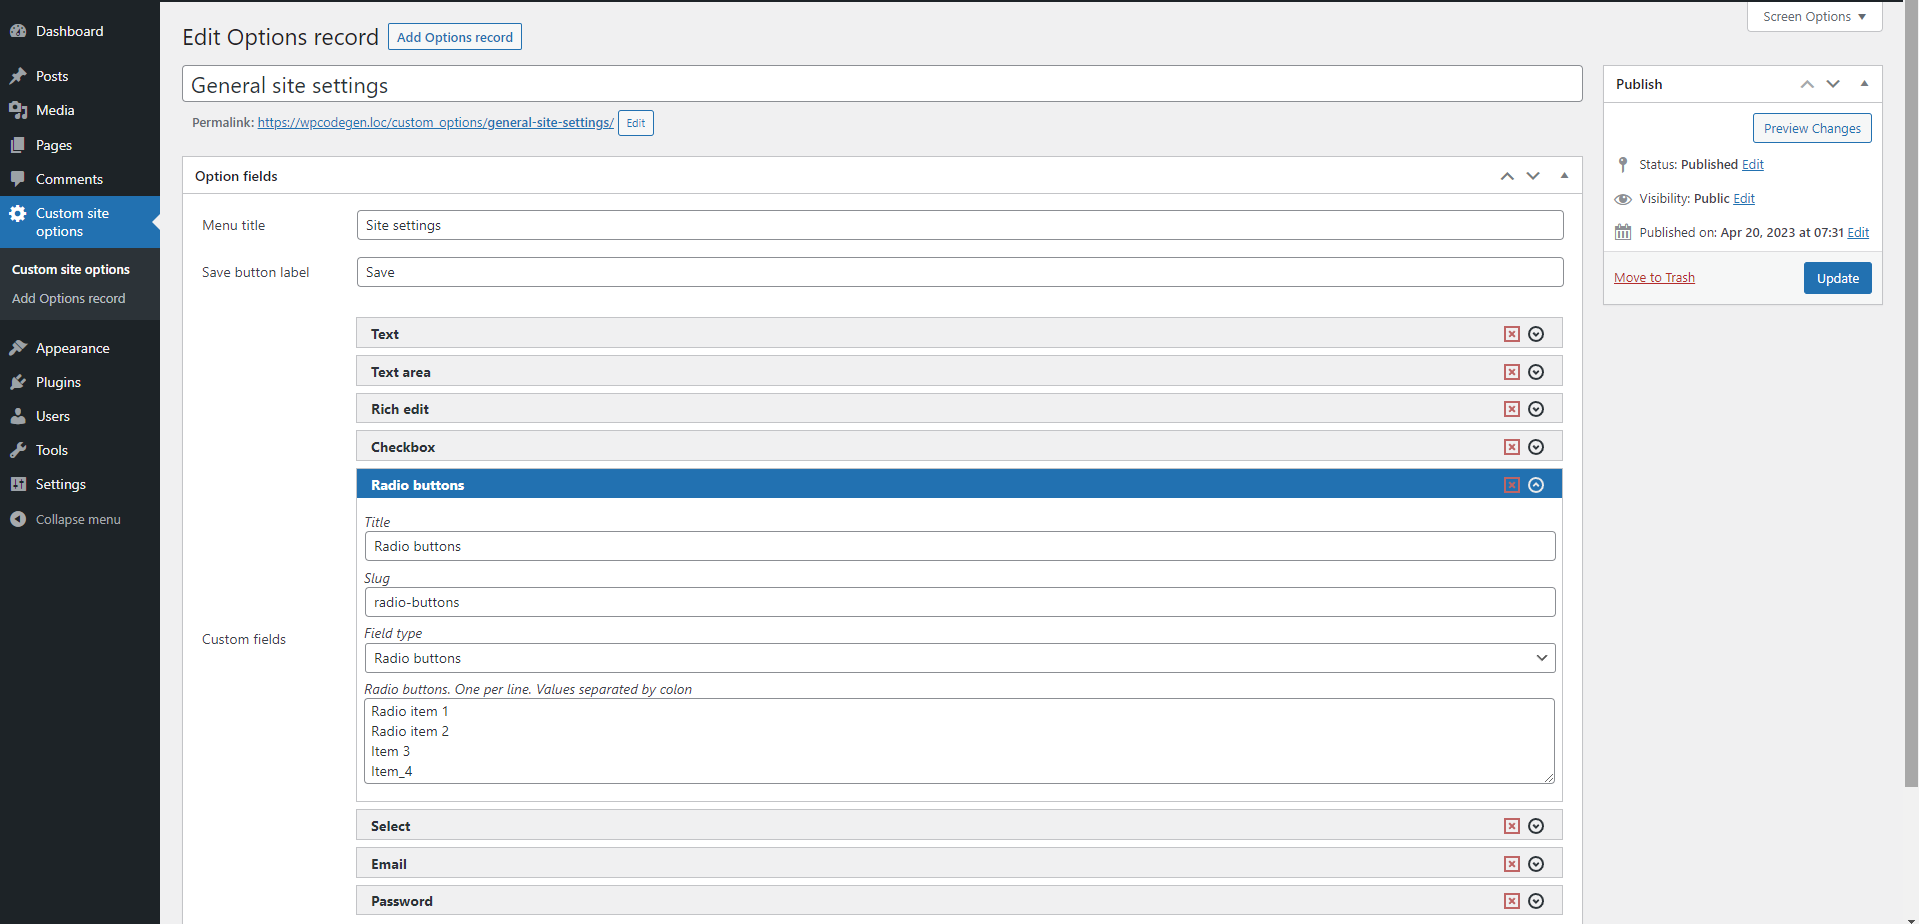 Dashboard
Posts
Media
Pages
Comments
Custom site
options
Custom site options
Add Options record
Appearance
Plugins
Users
Tools
Settings
Collapse menu
Screen Options
Edit Options record
Add Options record
General site settings
Permalink: https://wpcodegen.loc/custom_options/general-site-settings/ Edit
Option fields
Menu title
Site settings
Save button label
Save
Custom fields
Text
Text area
Rich edit
Checkbox
Radio buttons
Title
Radio buttons
Slug
radio-buttons
Field type
Radio buttons
Radio buttons. One per line. Values separated by colon
Radio item 1
Radio item 2
Item 3
Item_4
Select
Email
Password
Publish
Preview Changes
Status: Published Edit
Visibility: Public Edit
Published on: Apr 20, 2023 at 07:31 Edit
Move to Trash
Update